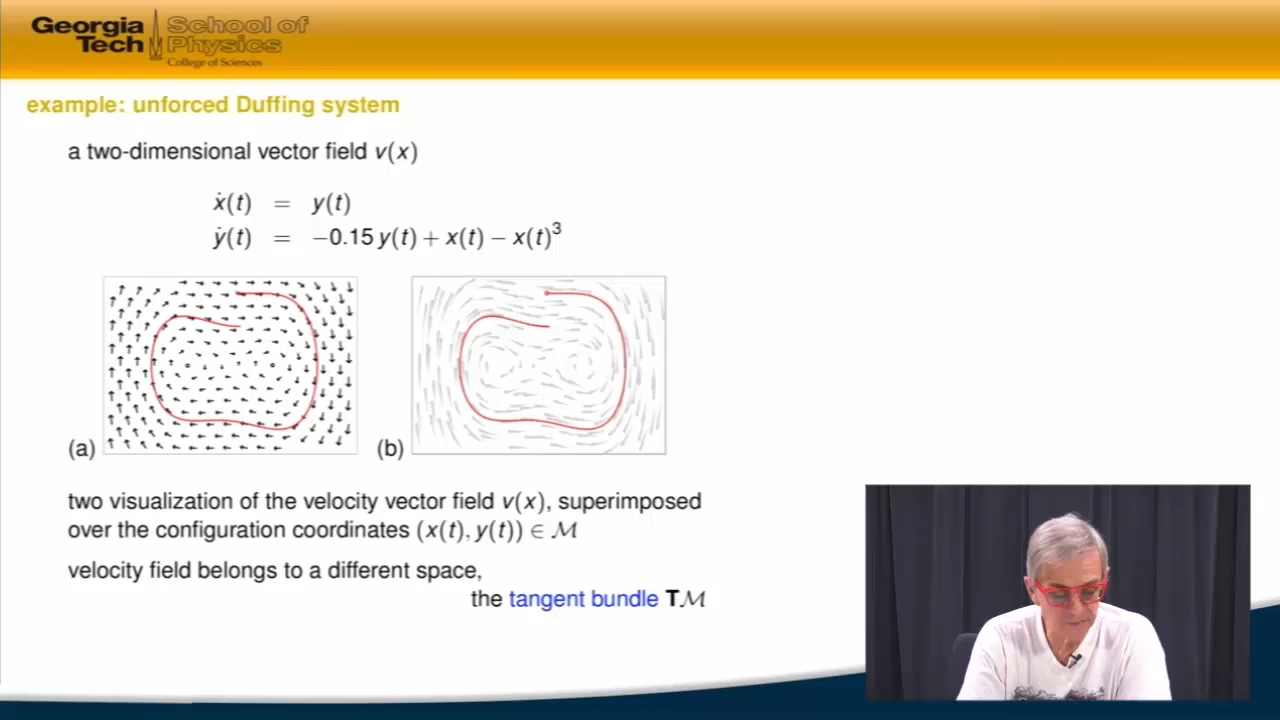 Georgia Tech
School of Physics
College of Sciences
example: unforced Duffing system
a two-dimensional vector field v(x)
ẋ(t) = y(t)
ẏ(t) = −0.15 y(t) + x(t) − x(t)³
(a)
(b)
two visualization of the velocity vector field v(x), superimposed
over the configuration coordinates (x(t), y(t)) ∈ ℳ
velocity field belongs to a different space,
the tangent bundle Tℳ